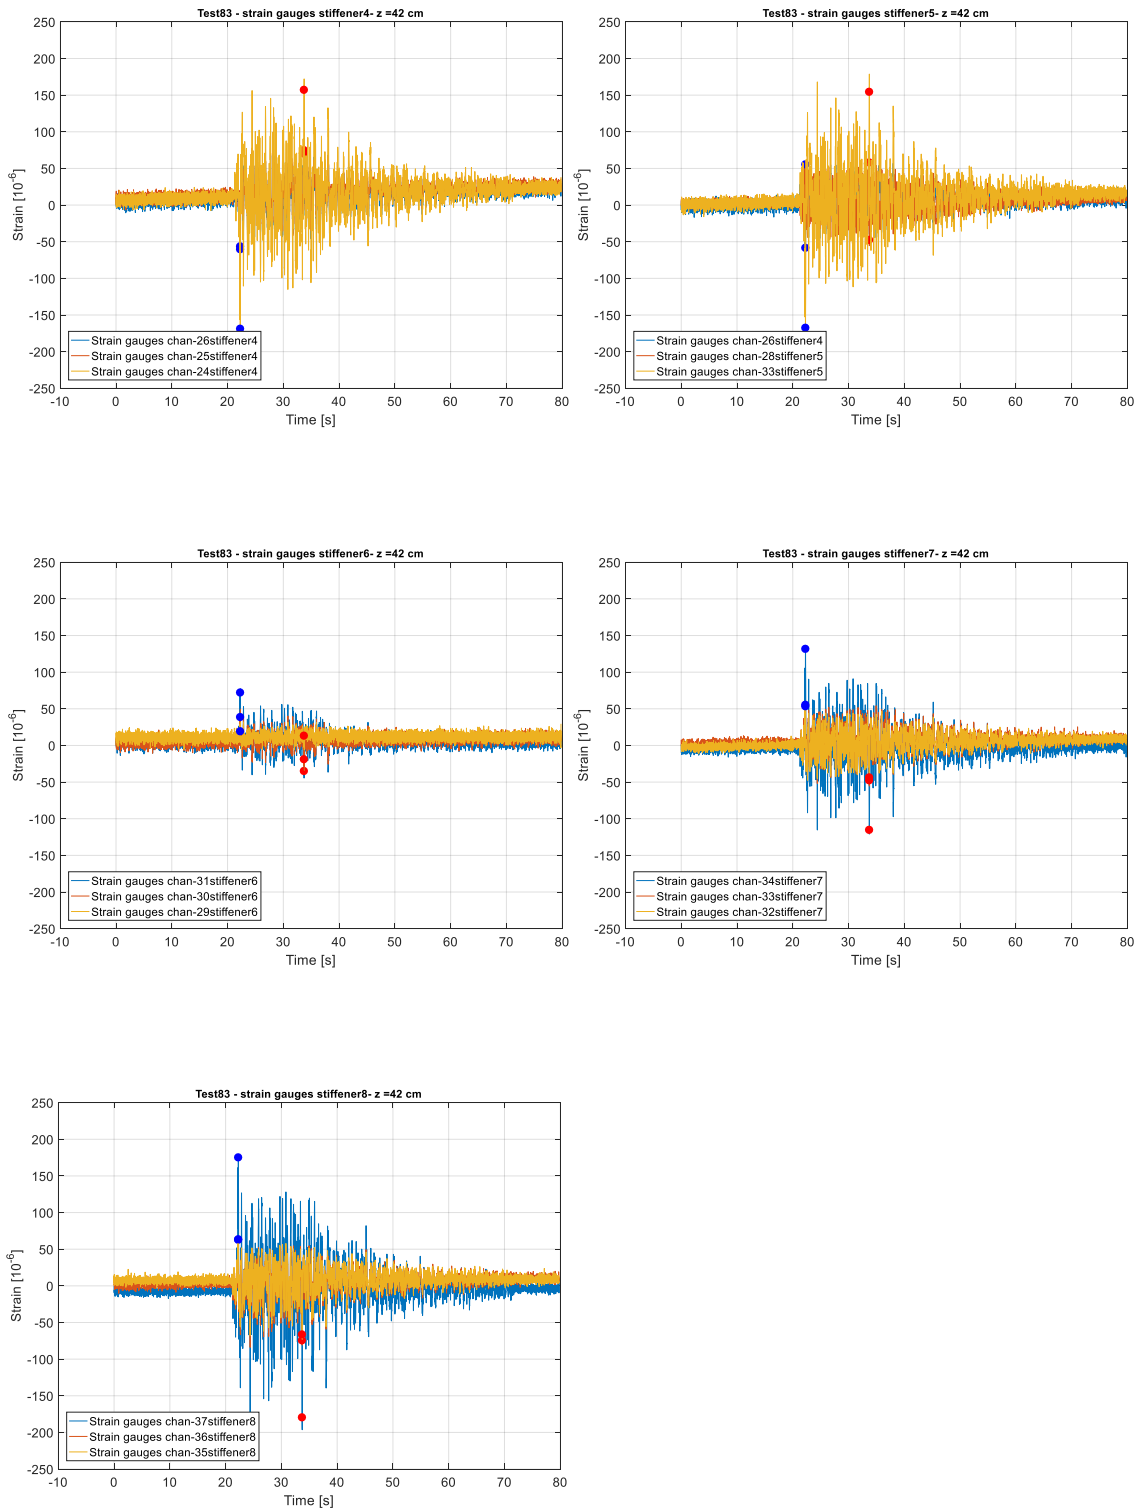 Test83 - strain gauges stiffener4- z =42 cm
250
200
150
100
50
0
-50
-100
-150
-200
-250
Strain [10-6]
Strain gauges chan-26stiffener4
Strain gauges chan-25stiffener4
Strain gauges chan-24stiffener4
-10 0 10 20 30 40 50 60 70 80
Time [s]
Test83 - strain gauges stiffener5- z =42 cm
250
200
150
100
50
0
-50
-100
-150
-200
-250
Strain [10-6]
Strain gauges chan-26stiffener4
Strain gauges chan-28stiffener5
Strain gauges chan-33stiffener5
-10 0 10 20 30 40 50 60 70 80
Time [s]
Test83 - strain gauges stiffener6- z =42 cm
250
200
150
100
50
0
-50
-100
-150
-200
-250
Strain [10-6]
Strain gauges chan-31stiffener6
Strain gauges chan-30stiffener6
Strain gauges chan-29stiffener6
-10 0 10 20 30 40 50 60 70 80
Time [s]
Test83 - strain gauges stiffener7- z =42 cm
250
200
150
100
50
0
-50
-100
-150
-200
-250
Strain [10-6]
Strain gauges chan-34stiffener7
Strain gauges chan-33stiffener7
Strain gauges chan-32stiffener7
-10 0 10 20 30 40 50 60 70 80
Time [s]
Test83 - strain gauges stiffener8- z =42 cm
250
200
150
100
50
0
-50
-100
-150
-200
-250
Strain [10-6]
Strain gauges chan-37stiffener8
Strain gauges chan-36stiffener8
Strain gauges chan-35stiffener8
-10 0 10 20 30 40 50 60 70 80
Time [s]